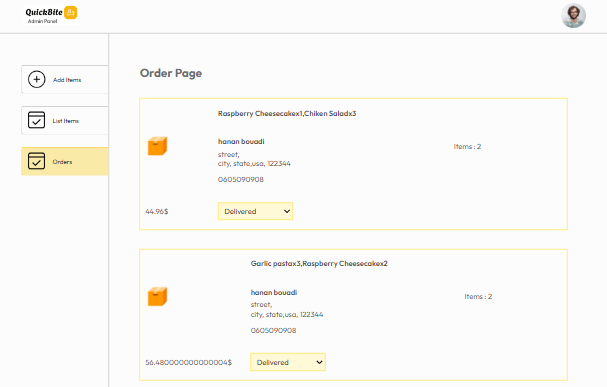 QuickBite
Admin Panel
Add Items
List Items
Orders
Order Page
Raspberry Cheesecakex1,Chiken Saladx3
hanan bouadi
street,
city, state,usa, 122344
0605090908
Items : 2
44.96$
Delivered
Garlic pastax3,Raspberry Cheesecakex2
hanan bouadi
street,
city, state,usa, 122344
0605090908
Items : 2
56.480000000000004$
Delivered